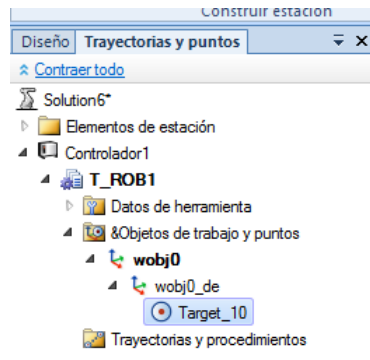 Construir estación
Diseño Trayectorias y puntos
Contraer todo
Solution6*
Elementos de estación
Controlador1
T_ROB1
Datos de herramienta
&Objetos de trabajo y puntos
wobj0
wobj0_de
Target_10
Trayectorias y procedimientos